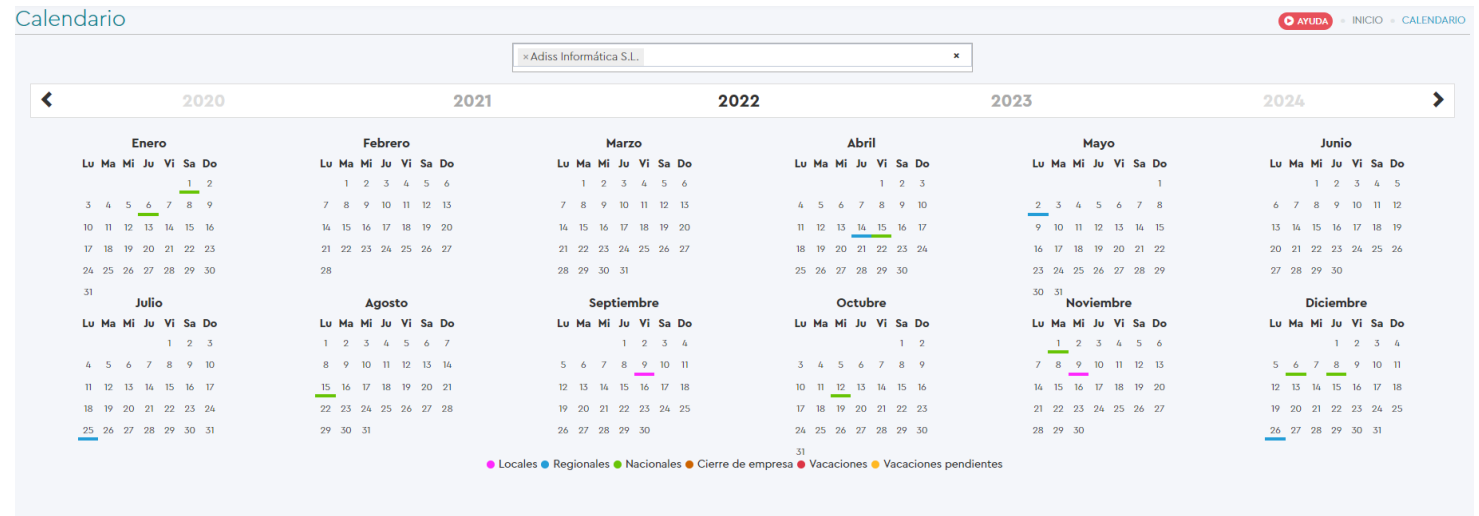 Calendario
AYUDA INICIO CALENDARIO
×Adiss Informática S.L. ×
2020 2021 2022 2023 2024
Enero Febrero Marzo Abril Mayo Junio
Lu Ma Mi Ju Vi Sa Do Lu Ma Mi Ju Vi Sa Do Lu Ma Mi Ju Vi Sa Do Lu Ma Mi Ju Vi Sa Do Lu Ma Mi Ju Vi Sa Do Lu Ma Mi Ju Vi Sa Do
1 2 1 2 3 4 5 6 1 2 3 4 5 6 1 2 3 1 1 2 3 4 5
3 4 5 6 7 8 9 7 8 9 10 11 12 13 7 8 9 10 11 12 13 4 5 6 7 8 9 10 2 3 4 5 6 7 8 6 7 8 9 10 11 12
10 11 12 13 14 15 16 14 15 16 17 18 19 20 14 15 16 17 18 19 20 11 12 13 14 15 16 17 9 10 11 12 13 14 15 13 14 15 16 17 18 19
17 18 19 20 21 22 23 21 22 23 24 25 26 27 21 22 23 24 25 26 27 18 19 20 21 22 23 24 16 17 18 19 20 21 22 20 21 22 23 24 25 26
24 25 26 27 28 29 30 28 28 29 30 31 25 26 27 28 29 30 23 24 25 26 27 28 29 27 28 29 30
31 30 31
Julio Agosto Septiembre Octubre Noviembre Diciembre
Lu Ma Mi Ju Vi Sa Do Lu Ma Mi Ju Vi Sa Do Lu Ma Mi Ju Vi Sa Do Lu Ma Mi Ju Vi Sa Do Lu Ma Mi Ju Vi Sa Do Lu Ma Mi Ju Vi Sa Do
1 2 3 1 2 3 4 5 6 7 1 2 3 4 1 2 1 2 3 4 5 6 1 2 3 4
4 5 6 7 8 9 10 8 9 10 11 12 13 14 5 6 7 8 9 10 11 3 4 5 6 7 8 9 7 8 9 10 11 12 13 5 6 7 8 9 10 11
11 12 13 14 15 16 17 15 16 17 18 19 20 21 12 13 14 15 16 17 18 10 11 12 13 14 15 16 14 15 16 17 18 19 20 12 13 14 15 16 17 18
18 19 20 21 22 23 24 22 23 24 25 26 27 28 19 20 21 22 23 24 25 17 18 19 20 21 22 23 21 22 23 24 25 26 27 19 20 21 22 23 24 25
25 26 27 28 29 30 31 29 30 31 26 27 28 29 30 24 25 26 27 28 29 30 28 29 30 26 27 28 29 30 31
31
Locales Regionales Nacionales Cierre de empresa Vacaciones Vacaciones pendientes